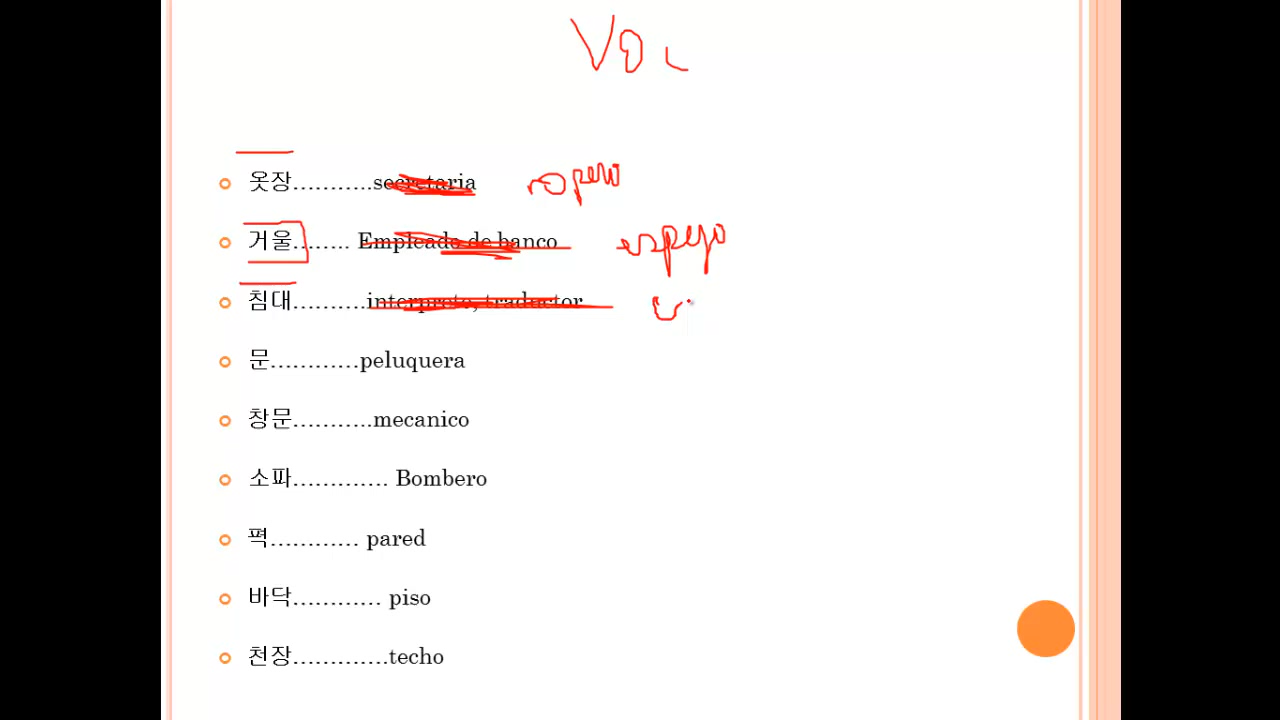 VOC
옷장...........secretaria ropero
거울........ Empleado de banco espejo
침대...........interprete, traductor
문............peluquera
창문...........mecanico
소파............. Bombero
펵............ pared
바닥............ piso
천장.............techo